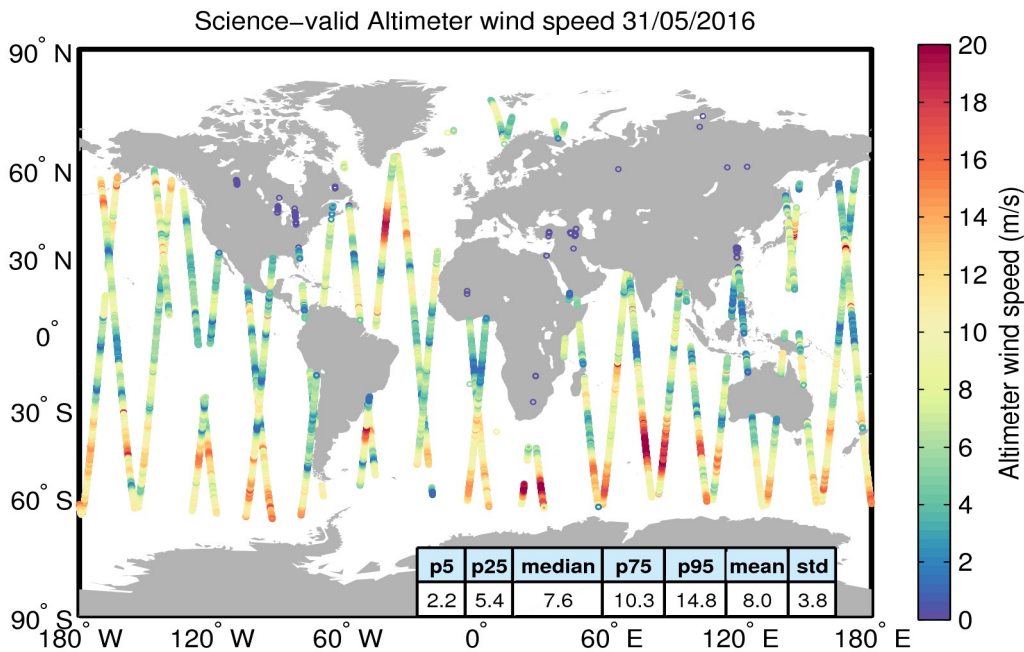 Science−valid Altimeter wind speed 31/05/2016
90° N
60° N
30° N
0°
30° S
60° S
90° S
180° W
120° W
60° W
0°
60° E
120° E
180° E
p5 p25 median p75 p95 mean std
2.2 5.4 7.6 10.3 14.8 8.0 3.8
20
18
16
14
12
10
8
6
4
2
0
Altimeter wind speed (m/s)